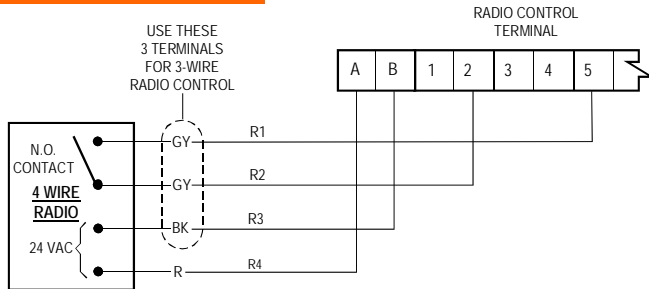 USE THESE
3 TERMINALS
FOR 3-WIRE
RADIO CONTROL
RADIO CONTROL
TERMINAL
A B 1 2 3 4 5
N.O.
CONTACT
4 WIRE
RADIO
24 VAC
GY R1
GY R2
BK R3
R R4